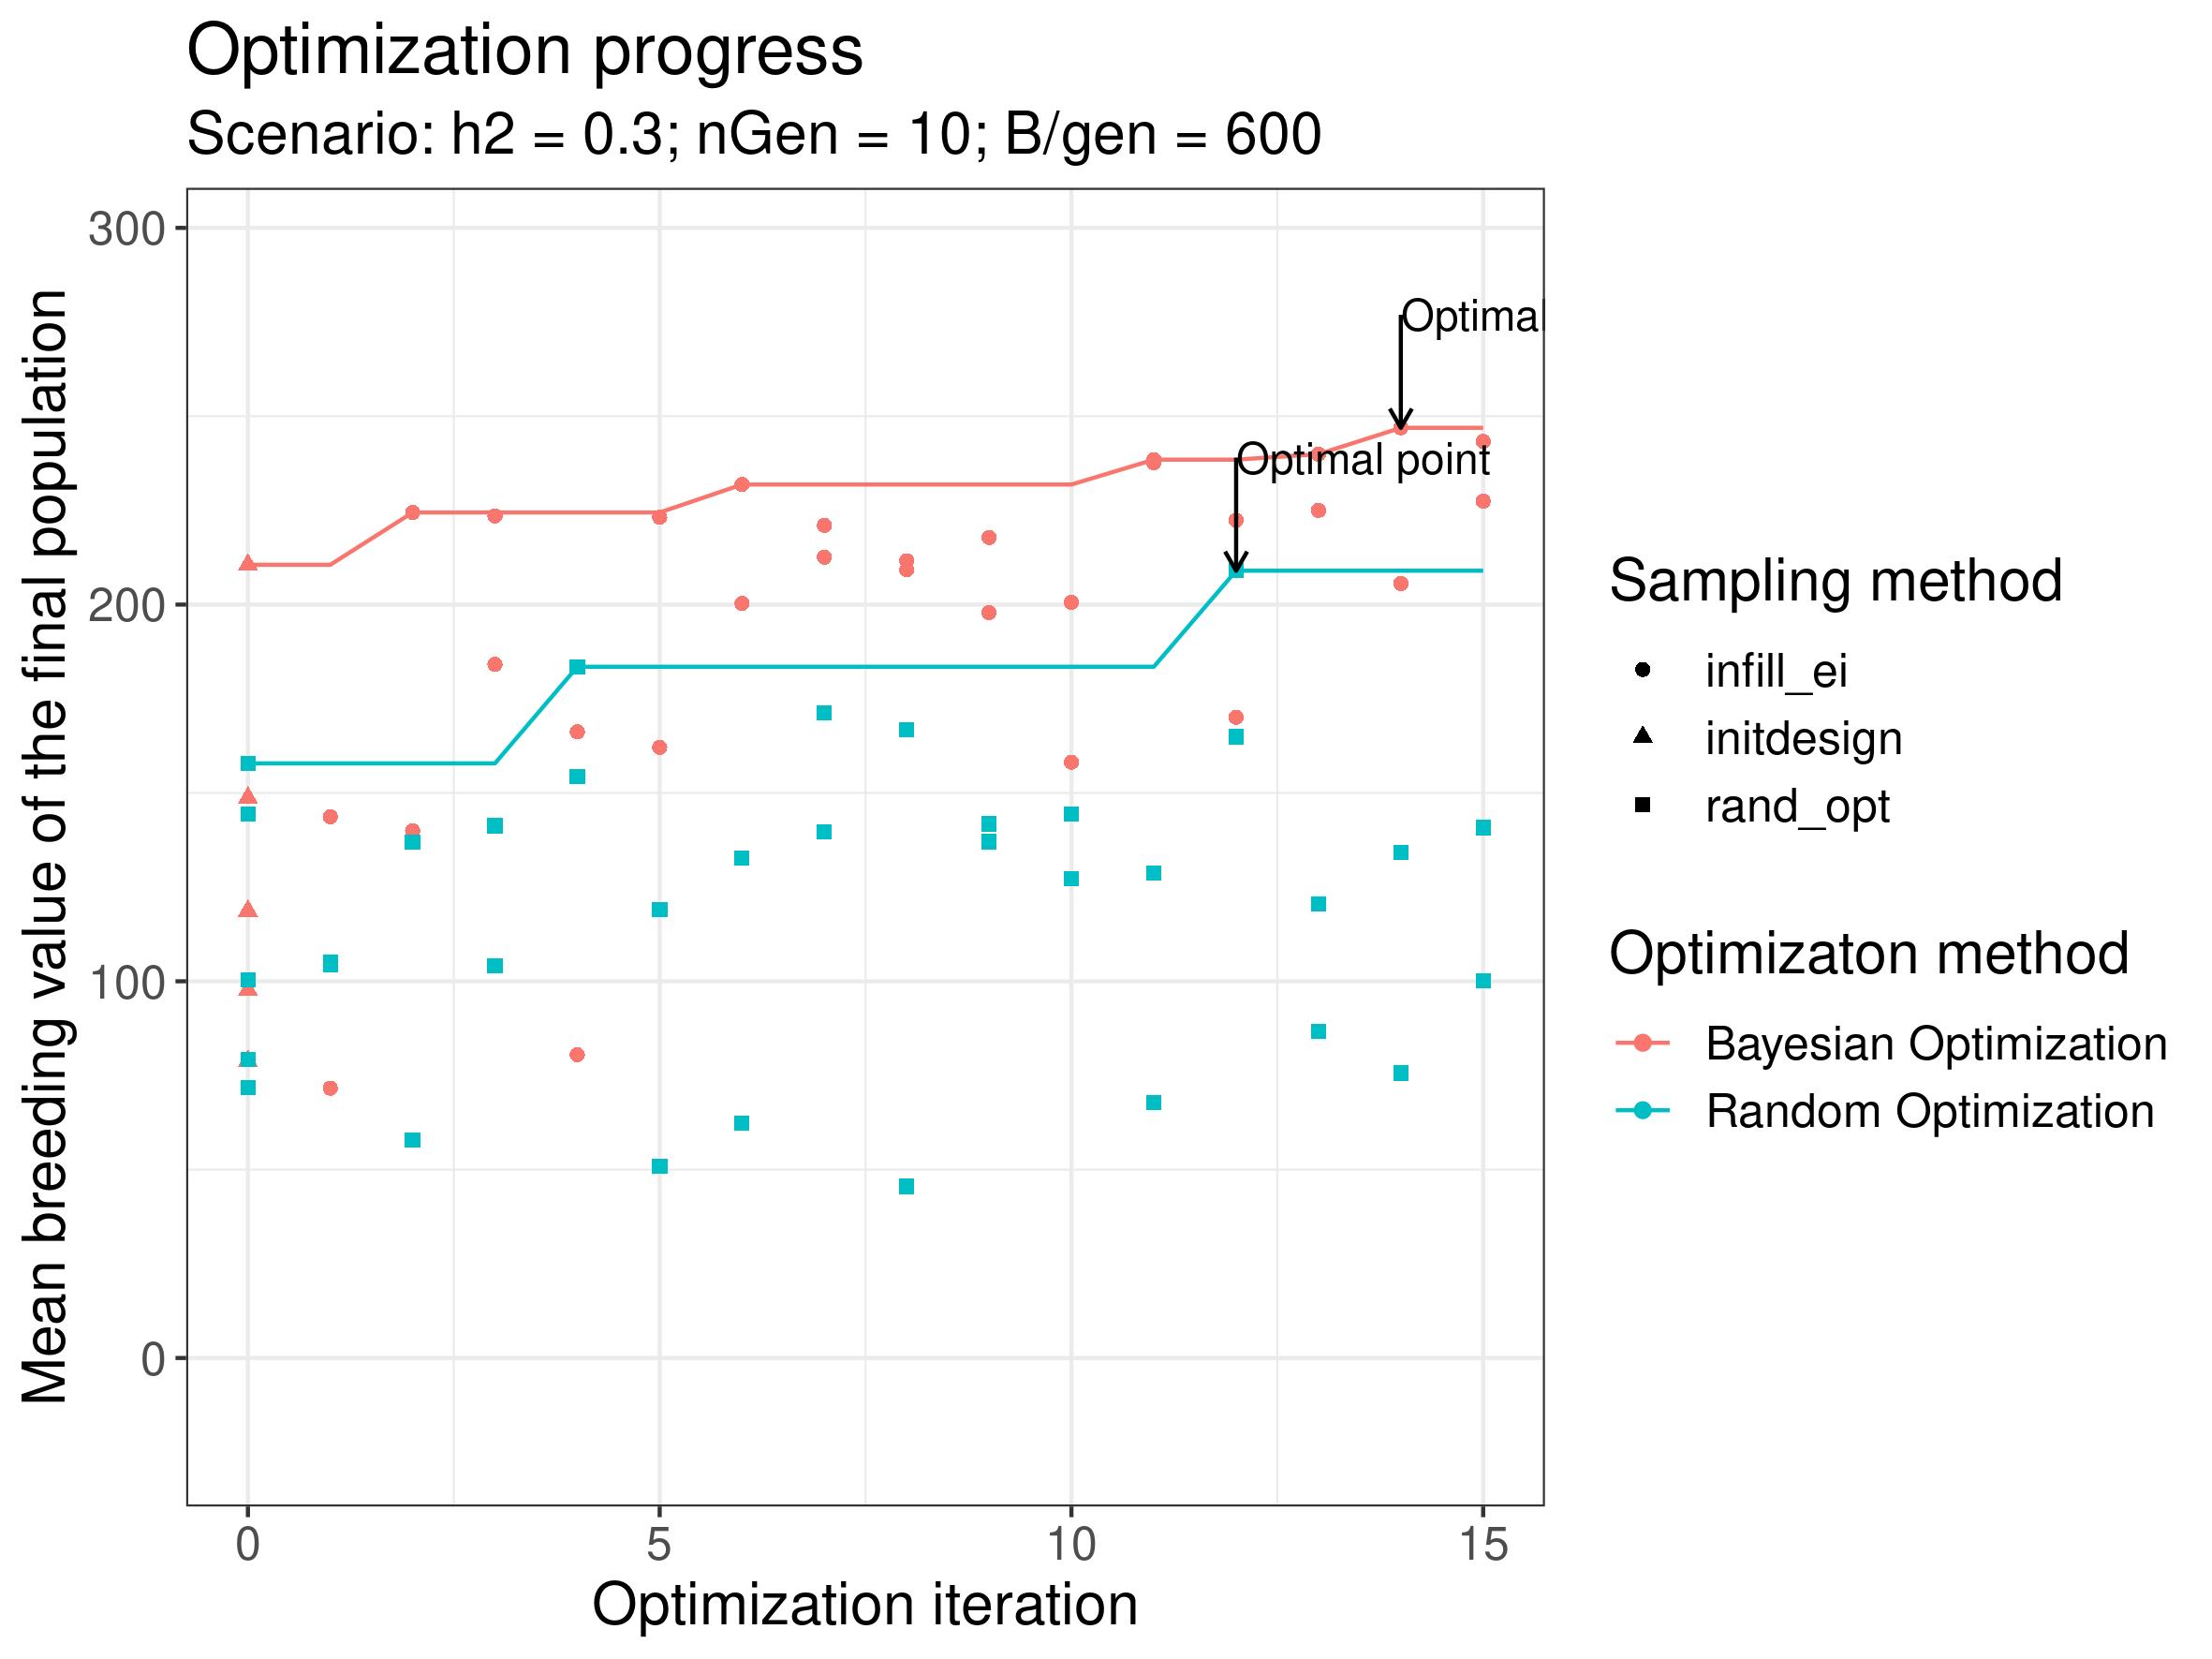 Optimization progress
Scenario: h2 = 0.3; nGen = 10; B/gen = 600
Mean breeding value of the final population
300
200
100
0
Optimal
Optimal point
0
5
10
15
Optimization iteration
Sampling method
infill_ei
initdesign
rand_opt
Optimizaton method
Bayesian Optimization
Random Optimization